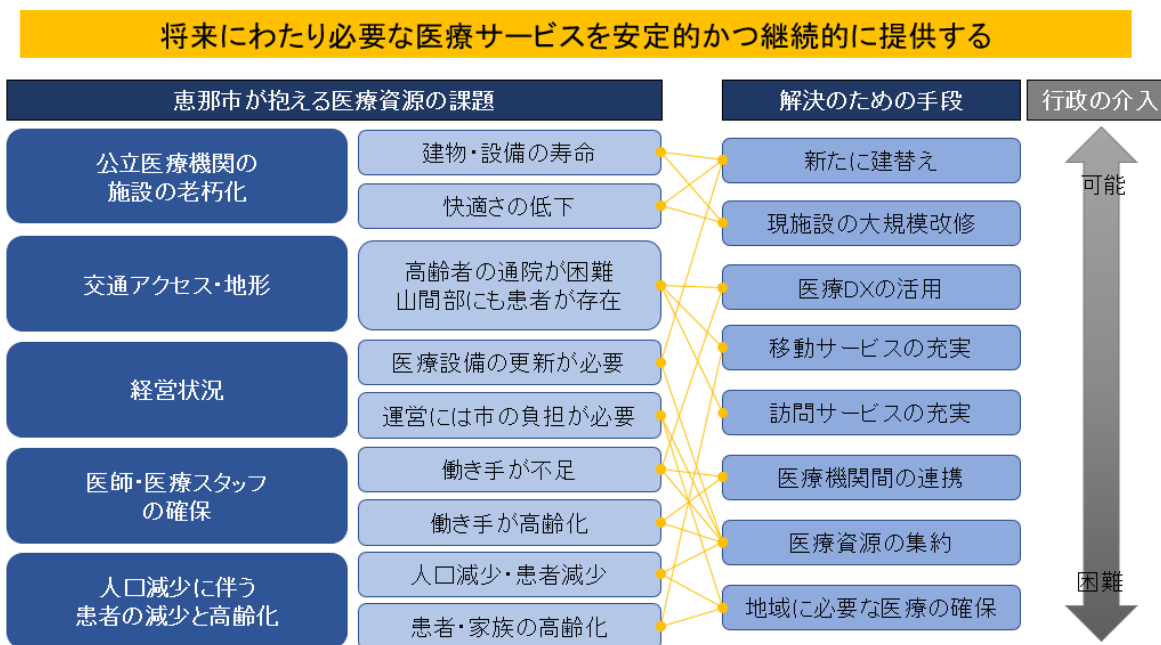 将来にわたり必要な医療サービスを安定的かつ継続的に提供する
恵那市が抱える医療資源の課題
解決のための手段
行政の介入
公立医療機関の
施設の老朽化
建物・設備の寿命
快適さの低下
交通アクセス・地形
高齢者の通院が困難
山間部にも患者が存在
経営状況
医療設備の更新が必要
運営には市の負担が必要
医師・医療スタッフ
の確保
働き手が不足
働き手が高齢化
人口減少に伴う
患者の減少と高齢化
人口減少・患者減少
患者・家族の高齢化
新たに建替え
現施設の大規模改修
医療DXの活用
移動サービスの充実
訪問サービスの充実
医療機関間の連携
医療資源の集約
地域に必要な医療の確保
可能
困難